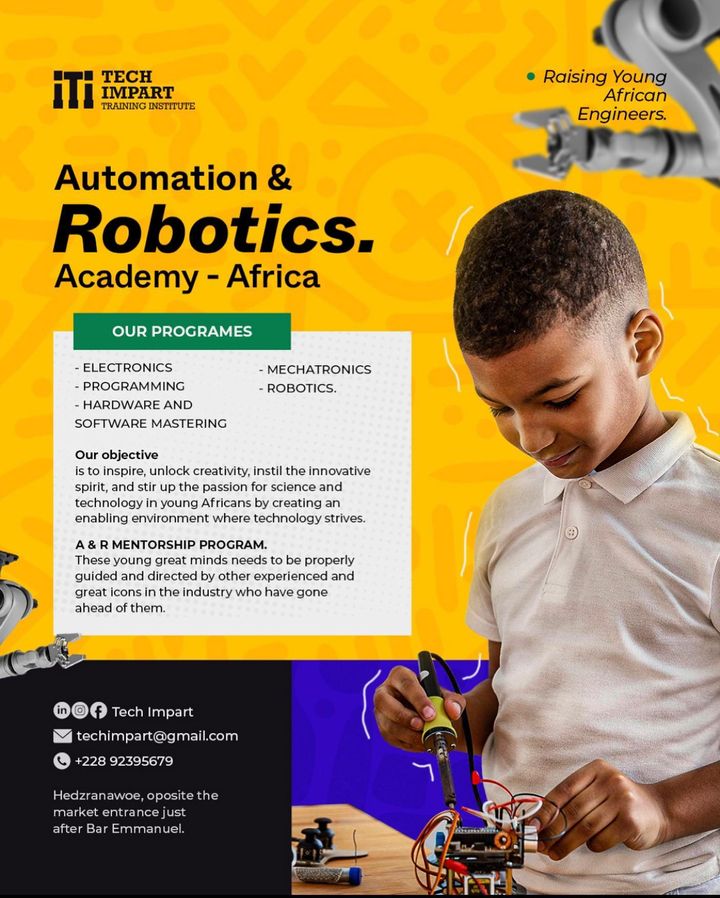 iTi TECH
IMPART
TRAINING INSTITUTE
Raising Young
African
Engineers.
Automation &
Robotics.
Academy - Africa
OUR PROGRAMES
- ELECTRONICS
- PROGRAMMING
- HARDWARE AND
SOFTWARE MASTERING
- MECHATRONICS
- ROBOTICS.
Our objective
is to inspire, unlock creativity, instil the innovative
spirit, and stir up the passion for science and
technology in young Africans by creating an
enabling environment where technology strives.
A & R MENTORSHIP PROGRAM.
These young great minds needs to be properly
guided and directed by other experienced and
great icons in the industry who have gone
ahead of them.
in f Tech Impart
techimpart@gmail.com
+228 92395679
Hedzranawoe, oposite the
market entrance just
after Bar Emmanuel.